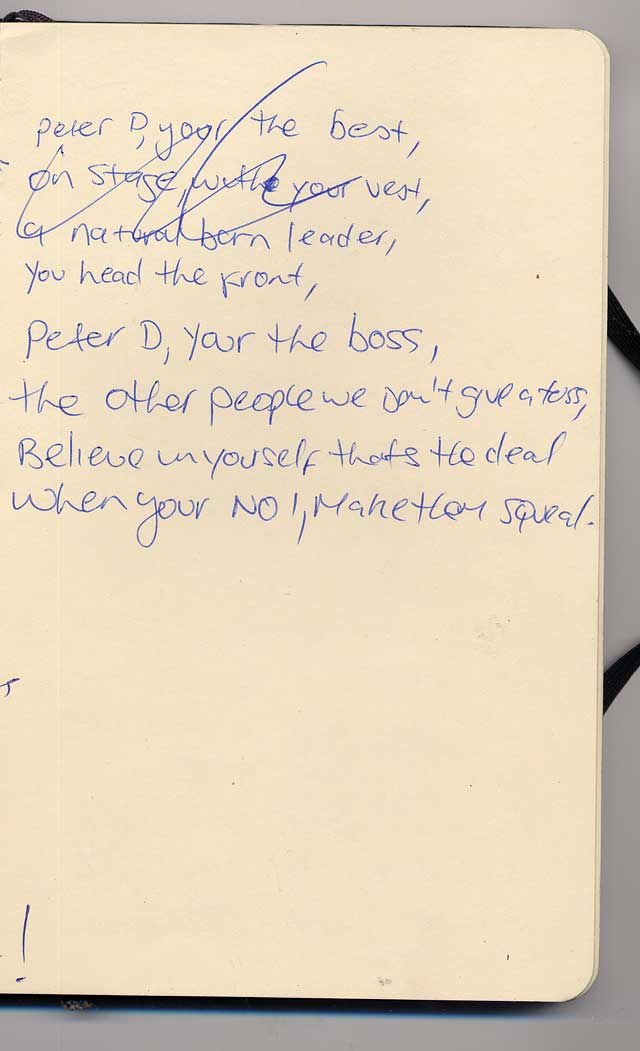 Peter D, your the best,
on stage, with your vest,
a natural born leader,
you head the front,
Peter D, your the boss,
the other people we Don't give a toss,
Believe in yourself thats the deal
When your NO 1, Make them squeal.
!